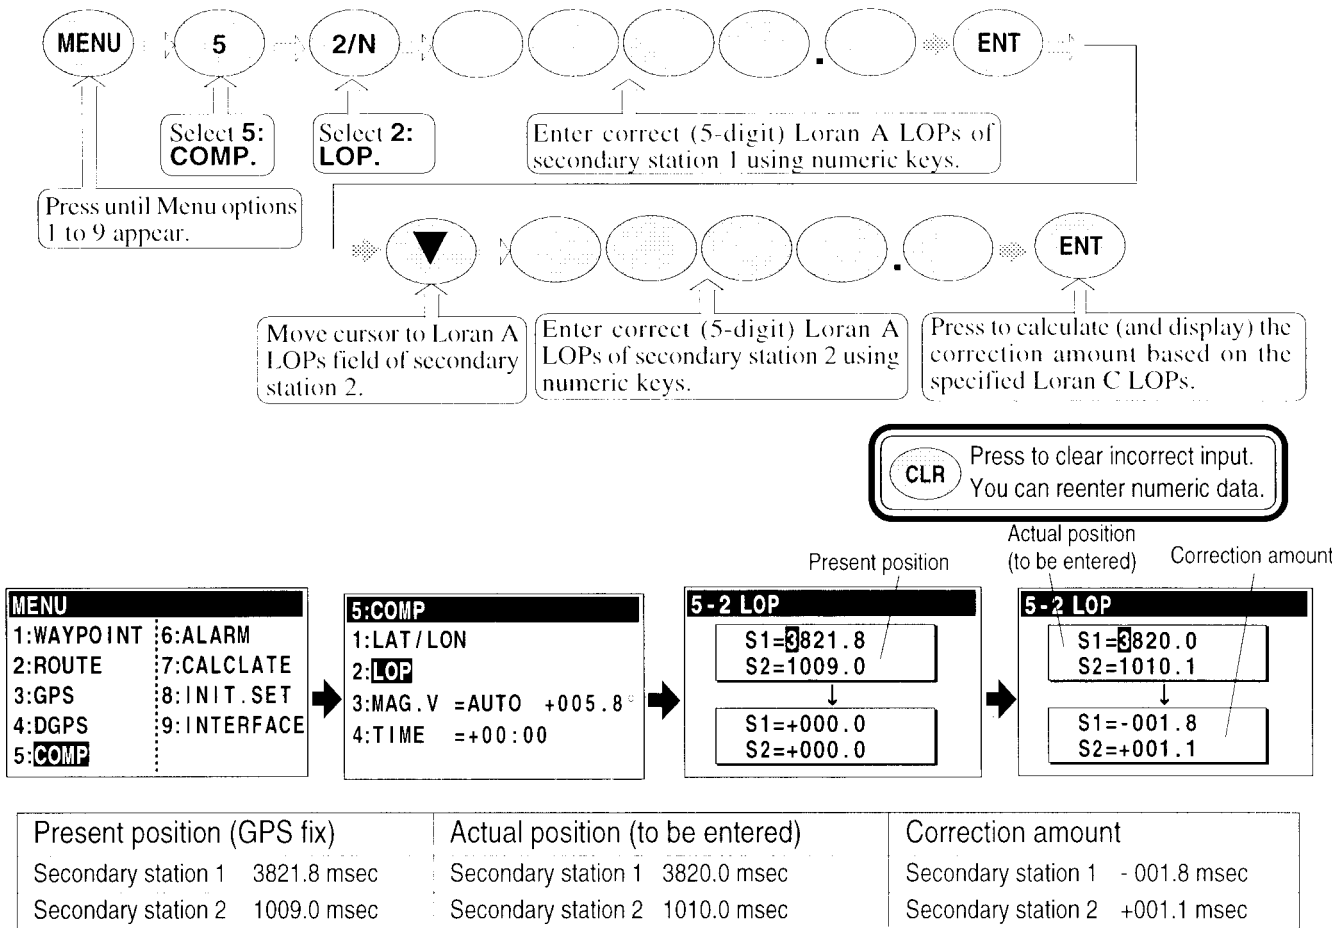 MENU 5 2/N . ENT
Select 5:
COMP.
Select 2:
LOP.
Enter correct (5-digit) Loran A LOPs of
secondary station 1 using numeric keys.
Press until Menu options
1 to 9 appear.
▼ . ENT
Move cursor to Loran A
LOPs field of secondary
station 2.
Enter correct (5-digit) Loran A
LOPs of secondary station 2 using
numeric keys.
Press to calculate (and display) the
correction amount based on the
specified Loran C LOPs.
CLR
Press to clear incorrect input.
You can reenter numeric data.
Present position
Actual position
(to be entered)
Correction amount
MENU
1:WAYPOINT 6:ALARM
2:ROUTE 7:CALCLATE
3:GPS 8:INIT.SET
4:DGPS 9:INTERFACE
5:COMP
5:COMP
1:LAT/LON
2:LOP
3:MAG.V =AUTO +005.8°
4:TIME =+00:00
5-2 LOP
S1=3821.8
S2=1009.0
↓
S1=+000.0
S2=+000.0
5-2 LOP
S1=3820.0
S2=1010.1
↓
S1=-001.8
S2=+001.1
Present position (GPS fix) Actual position (to be entered) Correction amount
Secondary station 1 3821.8 msec Secondary station 1 3820.0 msec Secondary station 1 - 001.8 msec
Secondary station 2 1009.0 msec Secondary station 2 1010.0 msec Secondary station 2 +001.1 msec